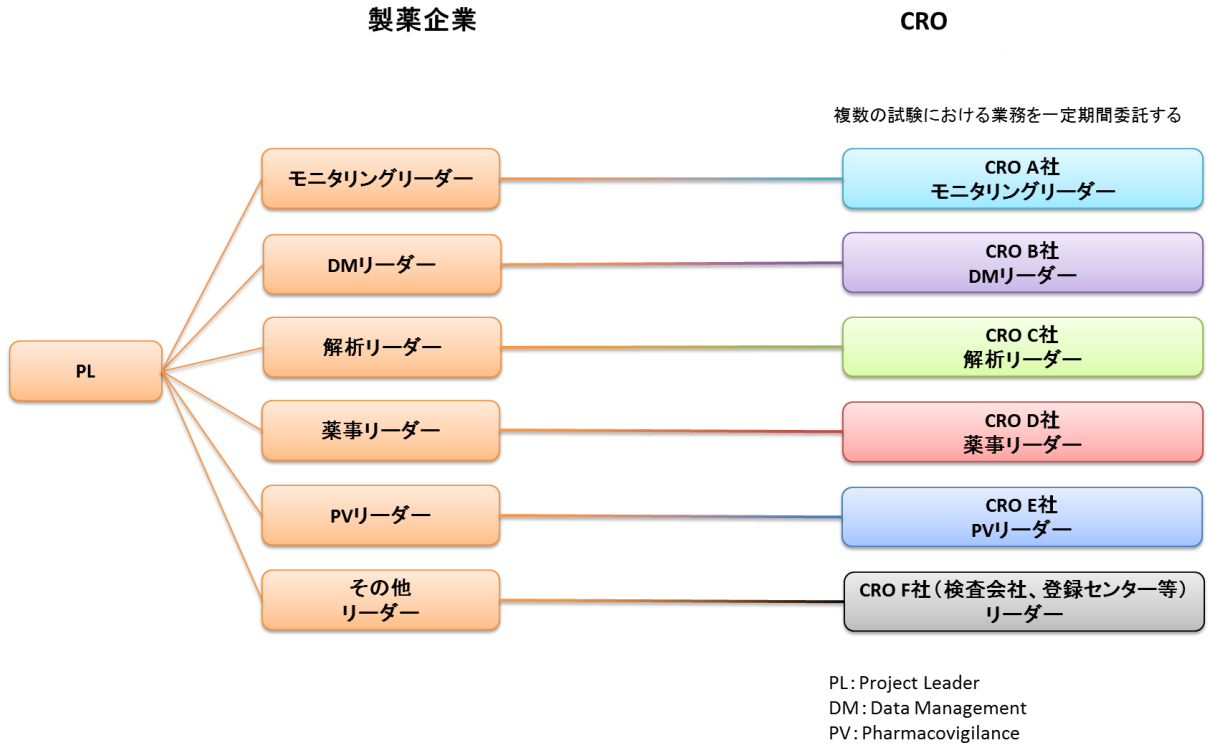 製薬企業
CRO
複数の試験における業務を一定期間委託する
モニタリングリーダー
CRO A社
モニタリングリーダー
DMリーダー
CRO B社
DMリーダー
解析リーダー
CRO C社
解析リーダー
PL
薬事リーダー
CRO D社
薬事リーダー
PVリーダー
CRO E社
PVリーダー
その他
リーダー
CRO F社（検査会社、登録センター等）
リーダー
PL：Project Leader
DM：Data Management
PV：Pharmacovigilance